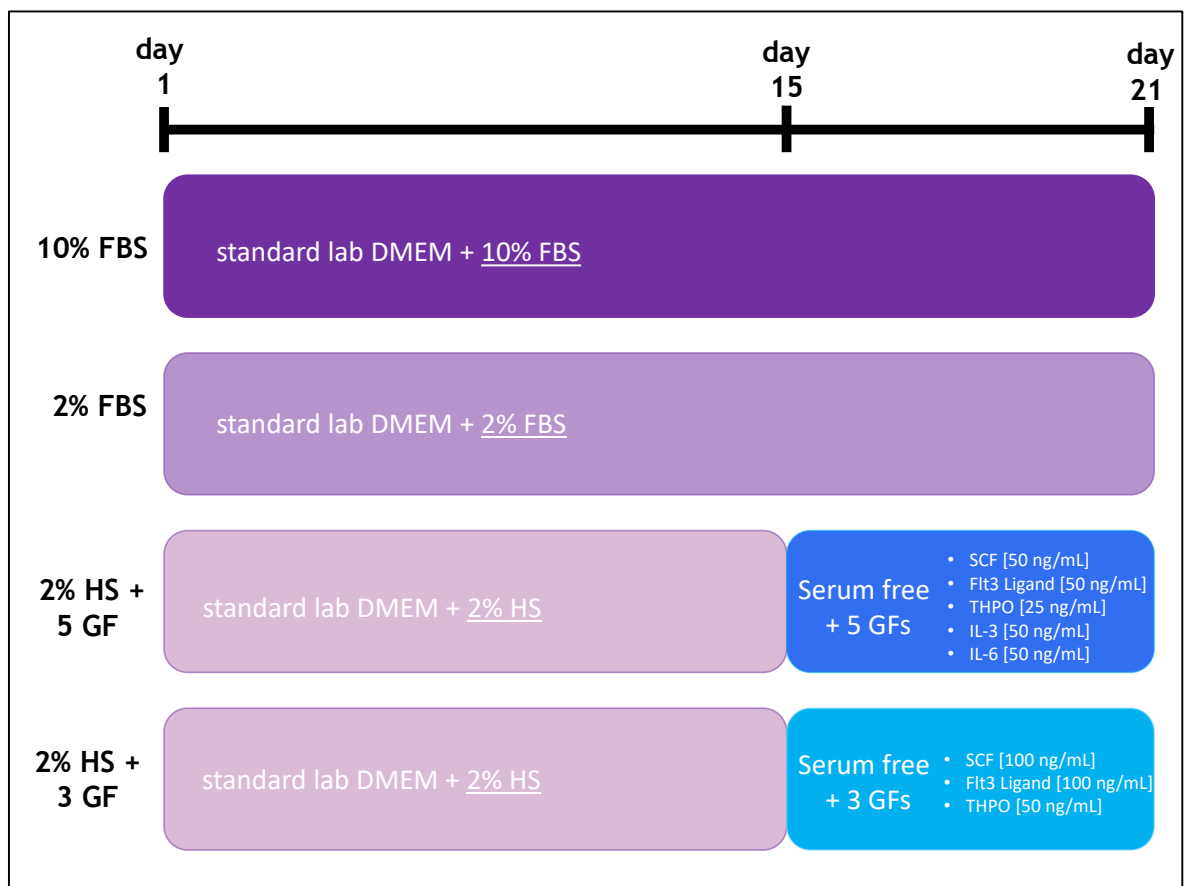 day
1
day
15
day
21
10% FBS
standard lab DMEM + 10% FBS
2% FBS
standard lab DMEM + 2% FBS
2% HS +
5 GF
standard lab DMEM + 2% HS
Serum free
+ 5 GFs
• SCF [50 ng/mL]
• Flt3 Ligand [50 ng/mL]
• THPO [25 ng/mL]
• IL-3 [50 ng/mL]
• IL-6 [50 ng/mL]
2% HS +
3 GF
standard lab DMEM + 2% HS
Serum free
+ 3 GFs
• SCF [100 ng/mL]
• Flt3 Ligand [100 ng/mL]
• THPO [50 ng/mL]